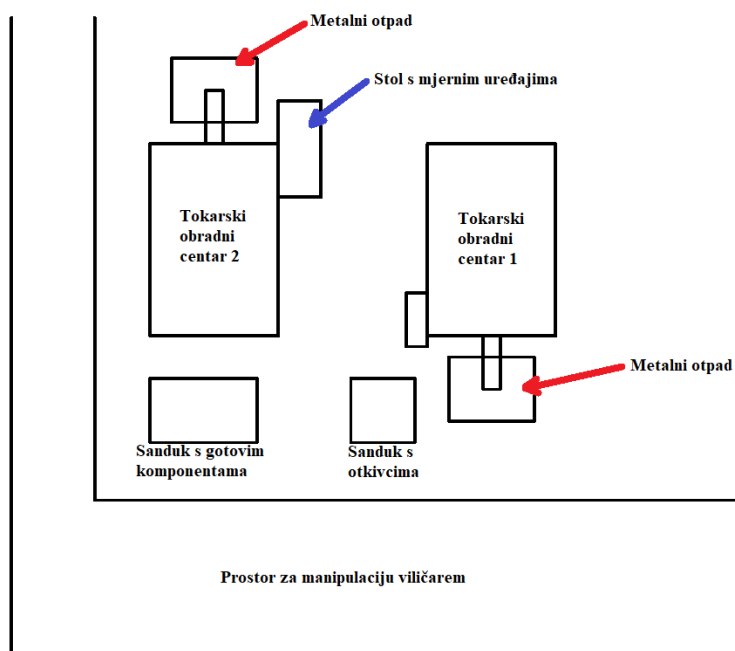 Metalni otpad
Stol s mjernim uređajima
Tokarski
obradni
centar 2
Tokarski
obradni
centar 1
Metalni otpad
Sanduk s gotovim
komponentama
Sanduk s
otkivcima
Prostor za manipulaciju viličarem